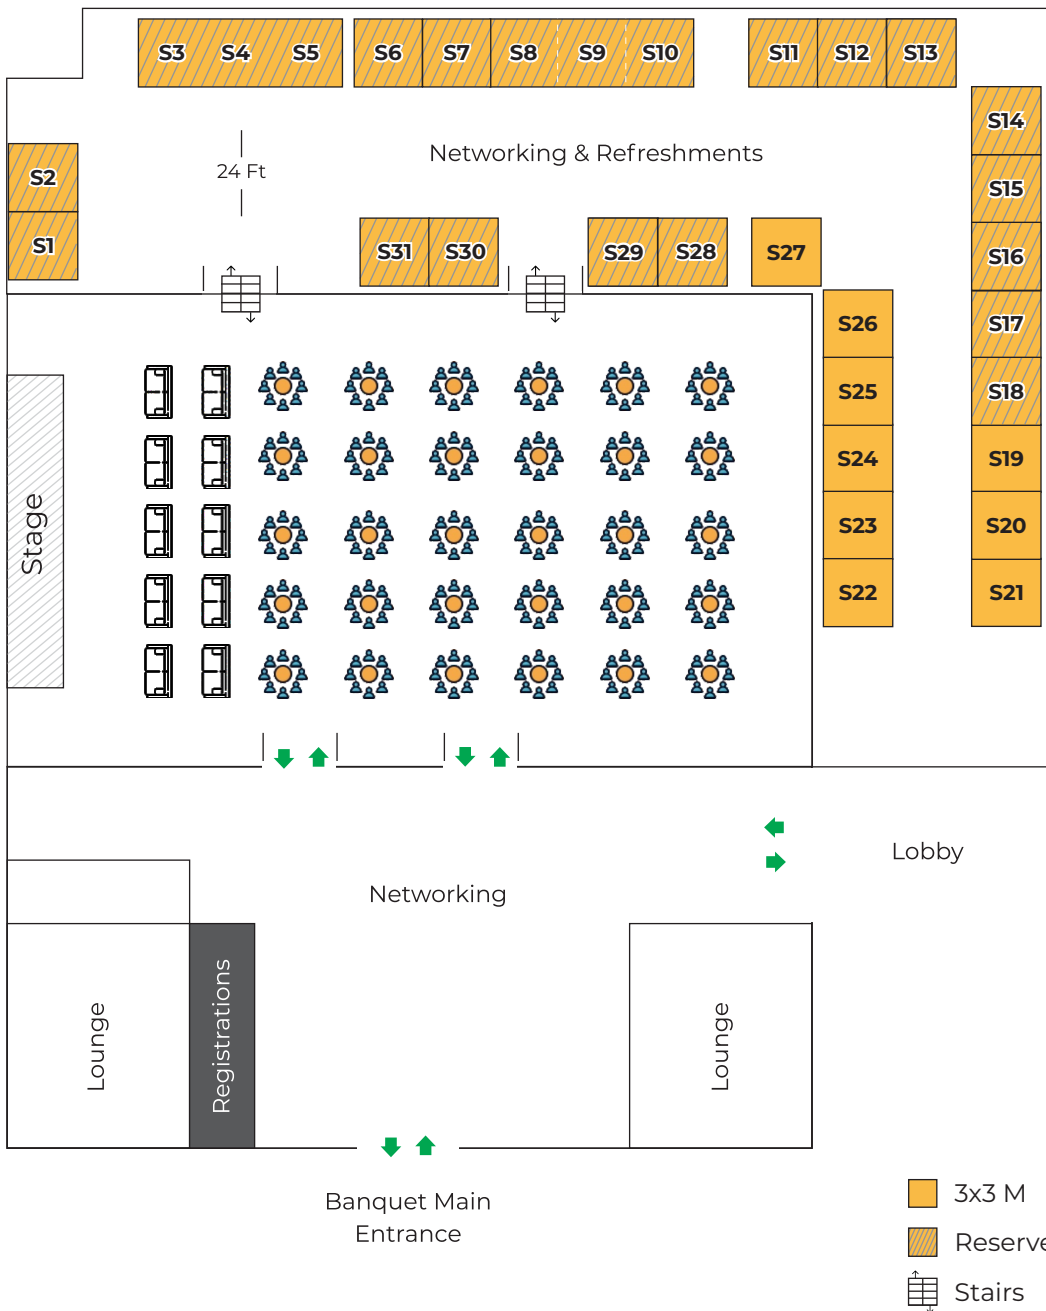 S3 S4 S5 S6 S7 S8 S9 S10 S11 S12 S13
S14
Networking & Refreshments
24 Ft
S2
S15
S1
S31 S30 S29 S28 S27
S16
S26
S17
S25
S18
S24
S19
Stage
S23
S20
S22
S21
Lobby
Networking
Lounge
Registrations
Lounge
Banquet Main
Entrance
3x3 M
Reserve
Stairs